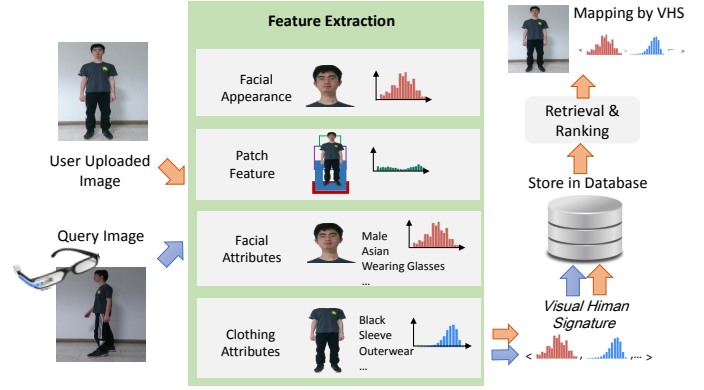 User Uploaded
Image
Query Image
Feature Extraction
Facial
Appearance
Patch
Feature
Facial
Attributes
Male
Asian
Wearing Glasses
...
Clothing
Attributes
Black
Sleeve
Outerwear
...
Mapping by VHS
< , , ... >
Retrieval &
Ranking
Store in Database
Visual Human
Signature
< , ,... >